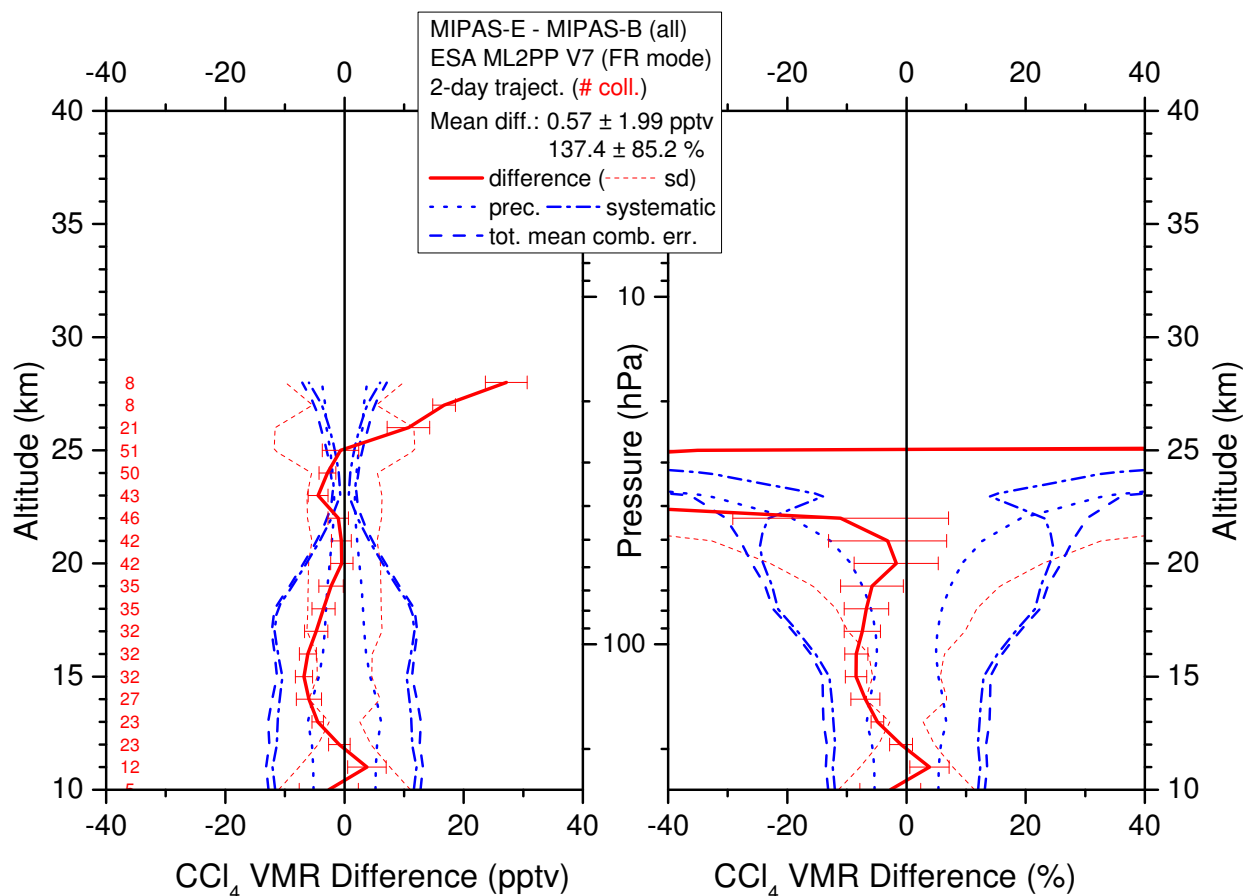 MIPAS-E - MIPAS-B (all)
ESA ML2PP V7 (FR mode)
2-day traject. (# coll.)
Mean diff.: 0.57 ± 1.99 pptv
137.4 ± 85.2 %
difference ( sd)
prec. systematic
tot. mean comb. err.
-40 -20 0 20 40
-40 -20 0 20 40
40
35
30
25
20
15
10
Altitude (km)
8
8
21
51
50
43
46
42
42
35
35
32
32
32
27
23
23
12
5
-40 -20 0 20 40
CCl₄ VMR Difference (pptv)
10
100
Pressure (hPa)
40
35
30
25
20
15
10
Altitude (km)
-40 -20 0 20 40
CCl₄ VMR Difference (%)